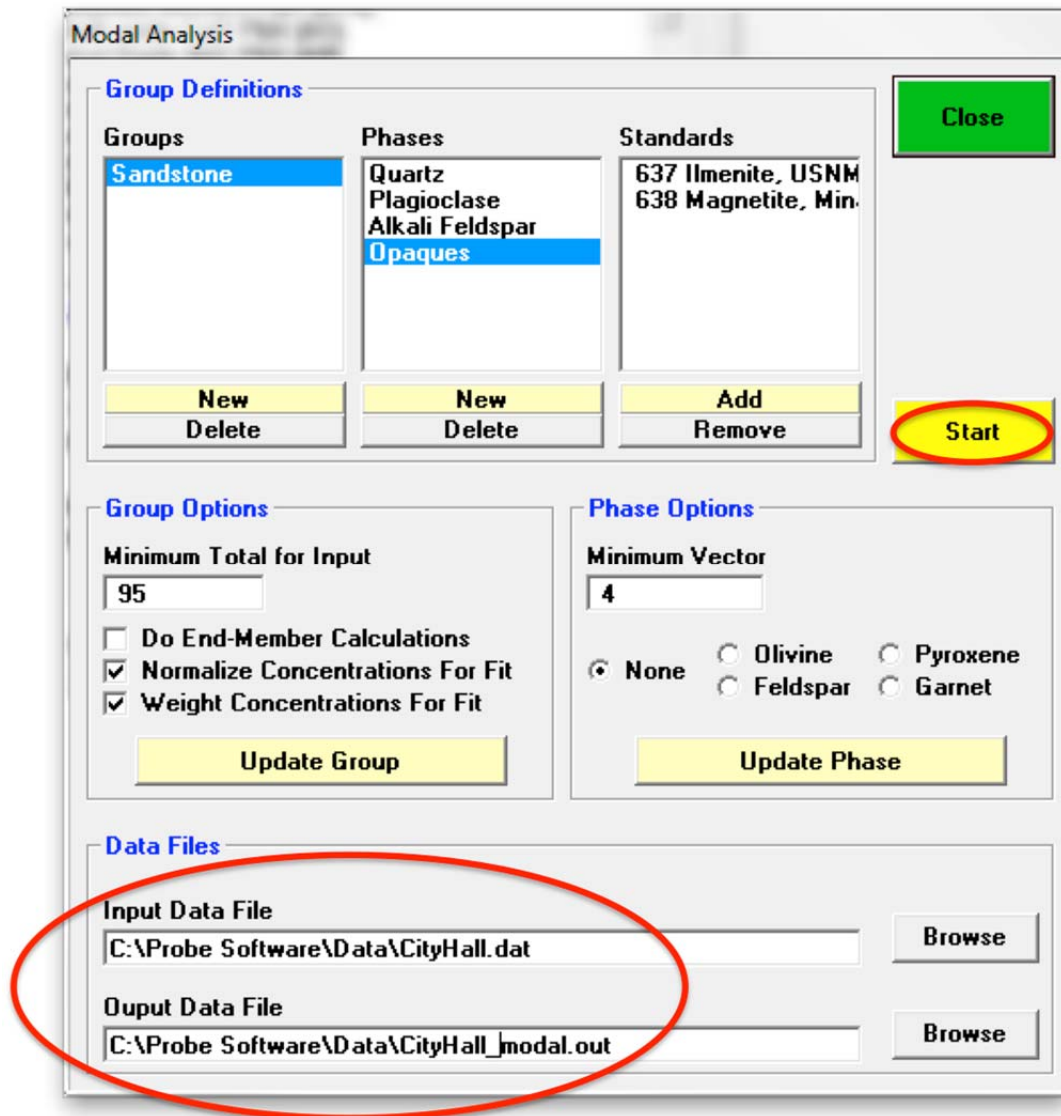 Modal Analysis
Group Definitions
Close
Groups
Phases
Standards
Sandstone
Quartz
Plagioclase
Alkali Feldspar
Opaques
637 Ilmenite, USNM
638 Magnetite, Min
New
New
Add
Delete
Delete
Remove
Start
Group Options
Minimum Total for Input
95
Do End-Member Calculations
Normalize Concentrations For Fit
Weight Concentrations For Fit
Update Group
Phase Options
Minimum Vector
4
None
Olivine
Pyroxene
Feldspar
Garnet
Update Phase
Data Files
Input Data File
C:\Probe Software\Data\CityHall.dat
Browse
Ouput Data File
C:\Probe Software\Data\CityHall_modal.out
Browse